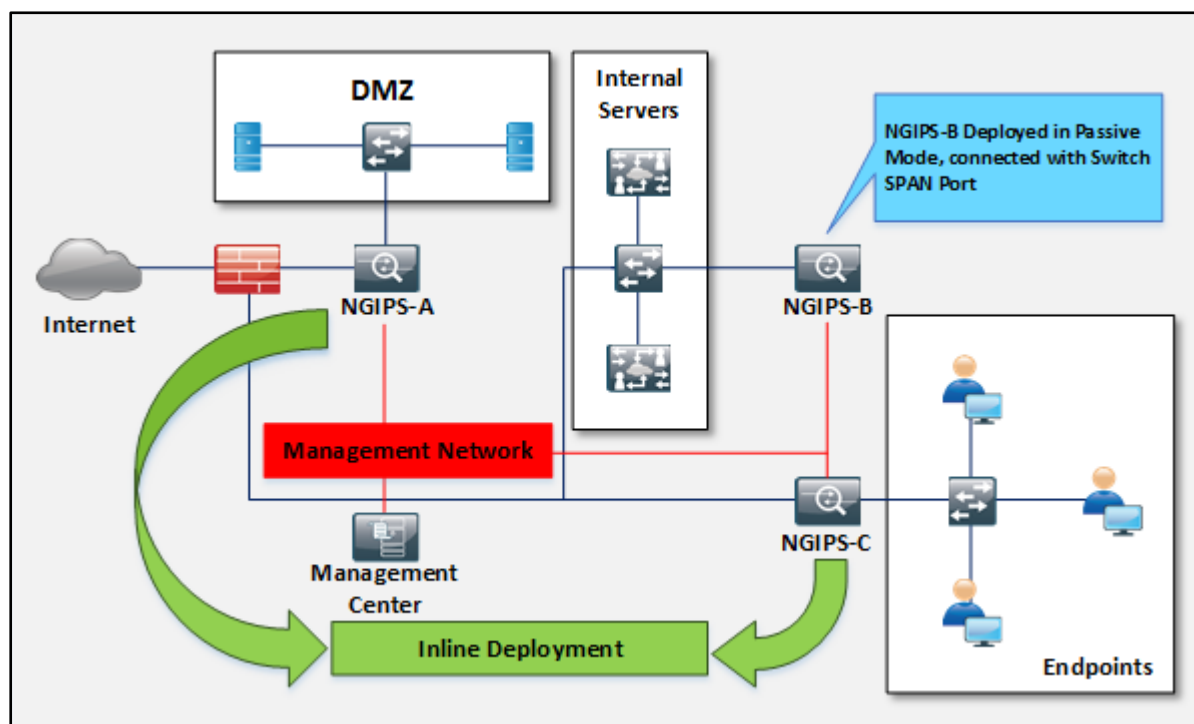 DMZ
Internal
Servers
NGIPS-B Deployed in Passive
Mode, connected with Switch
SPAN Port
Internet
NGIPS-A
NGIPS-B
Management Network
NGIPS-C
Management
Center
Inline Deployment
Endpoints